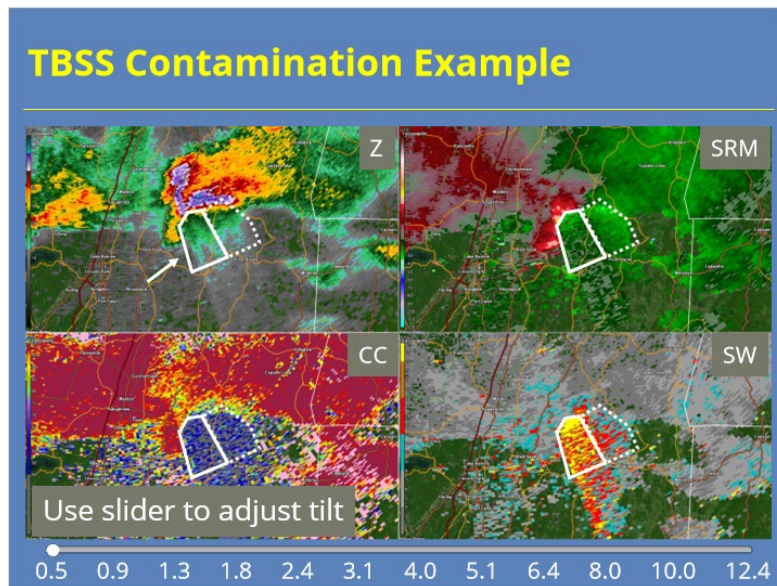 TBSS Contamination Example
Z
SRM
CC
SW
Use slider to adjust tilt
0.5 0.9 1.3 1.8 2.4 3.1 4.0 5.1 6.4 8.0 10.0 12.4